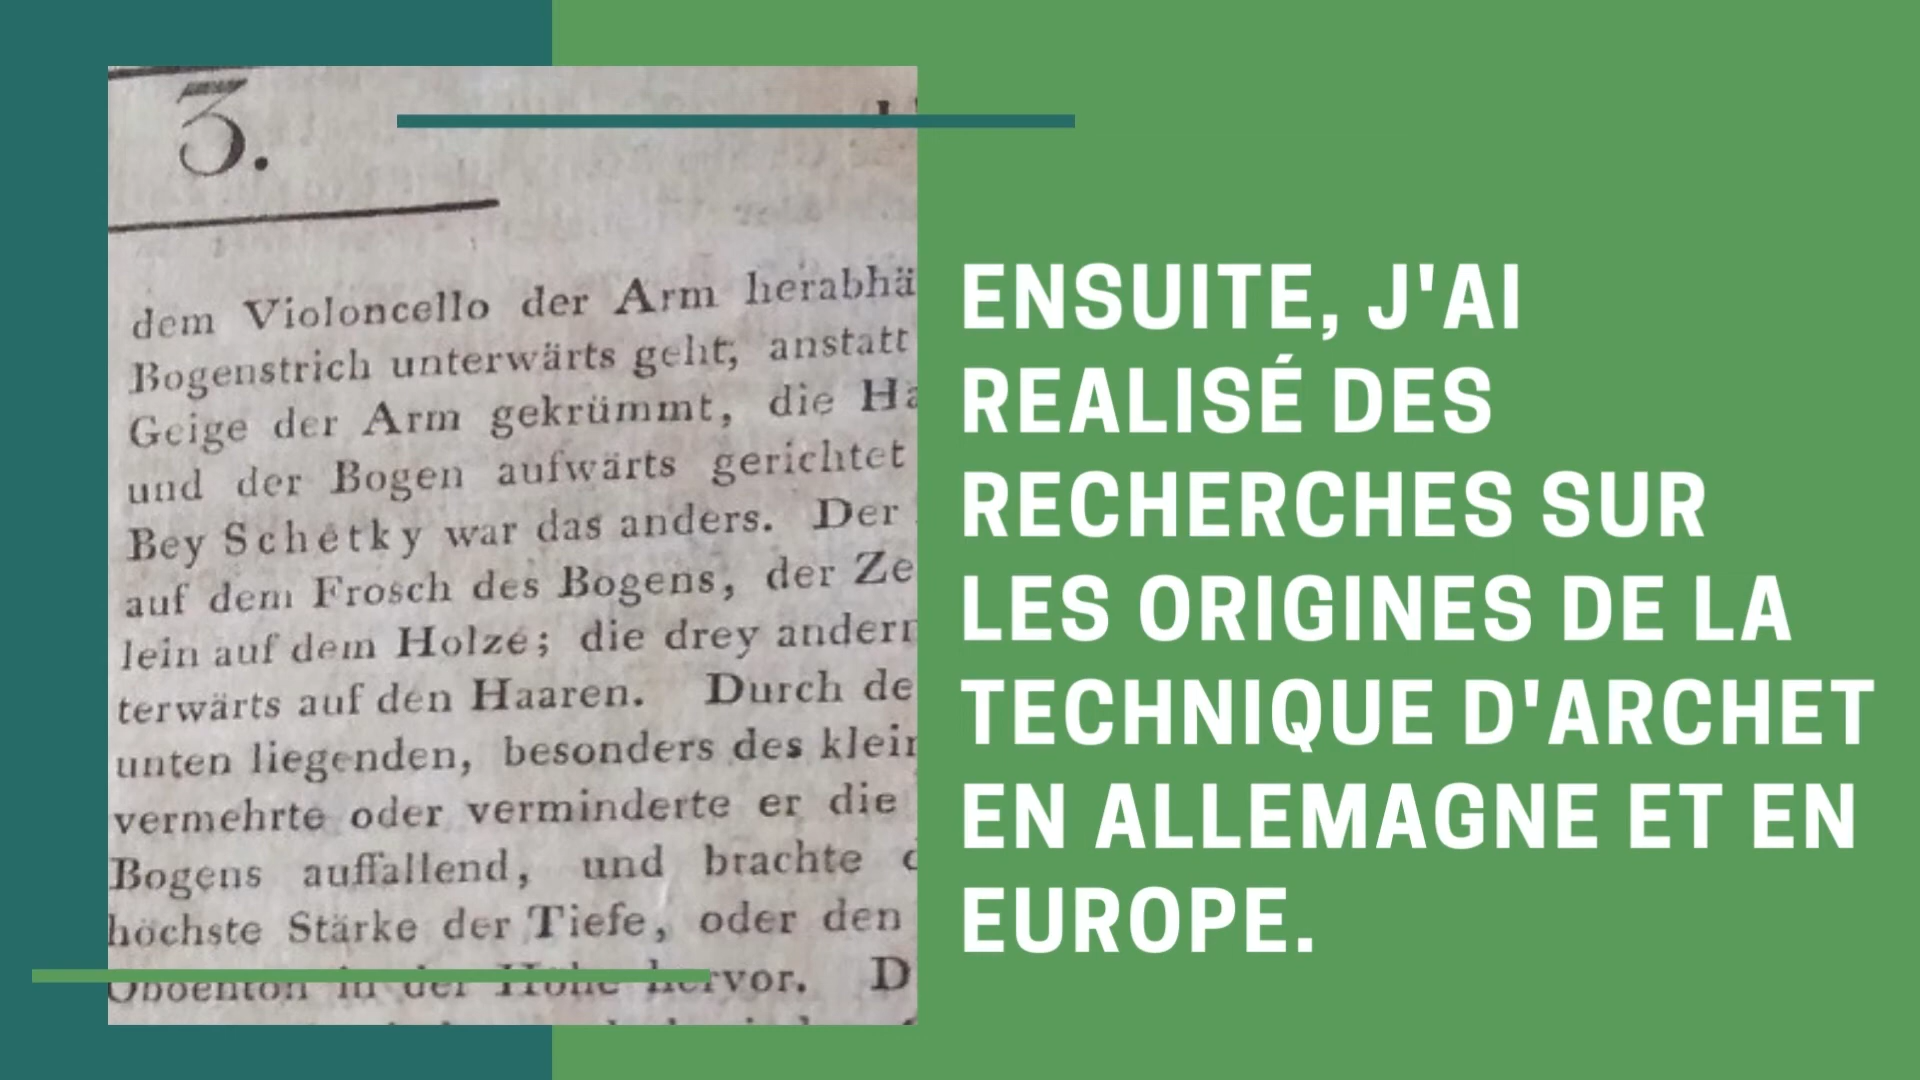 3.
dem Violoncello der Arm herabhä
Bogenstrich unterwärts geht, anstatt
Geige der Arm gekrümmt, die Ha
und der Bogen aufwärts gerichtet
Bey Schetky war das anders. Der
auf dem Frosch des Bogens, der Ze
lein auf dem Holze; die drey andern
terwärts auf den Haaren. Durch de
unten liegenden, besonders des klein
vermehrte oder verminderte er die
Bogens auffallend, und brachte d
höchste Stärke der Tiefe, oder den
Oboenton in der Höhe hervor. D
ENSUITE, J'AI
REALISÉ DES
RECHERCHES SUR
LES ORIGINES DE LA
TECHNIQUE D'ARCHET
EN ALLEMAGNE ET EN
EUROPE.